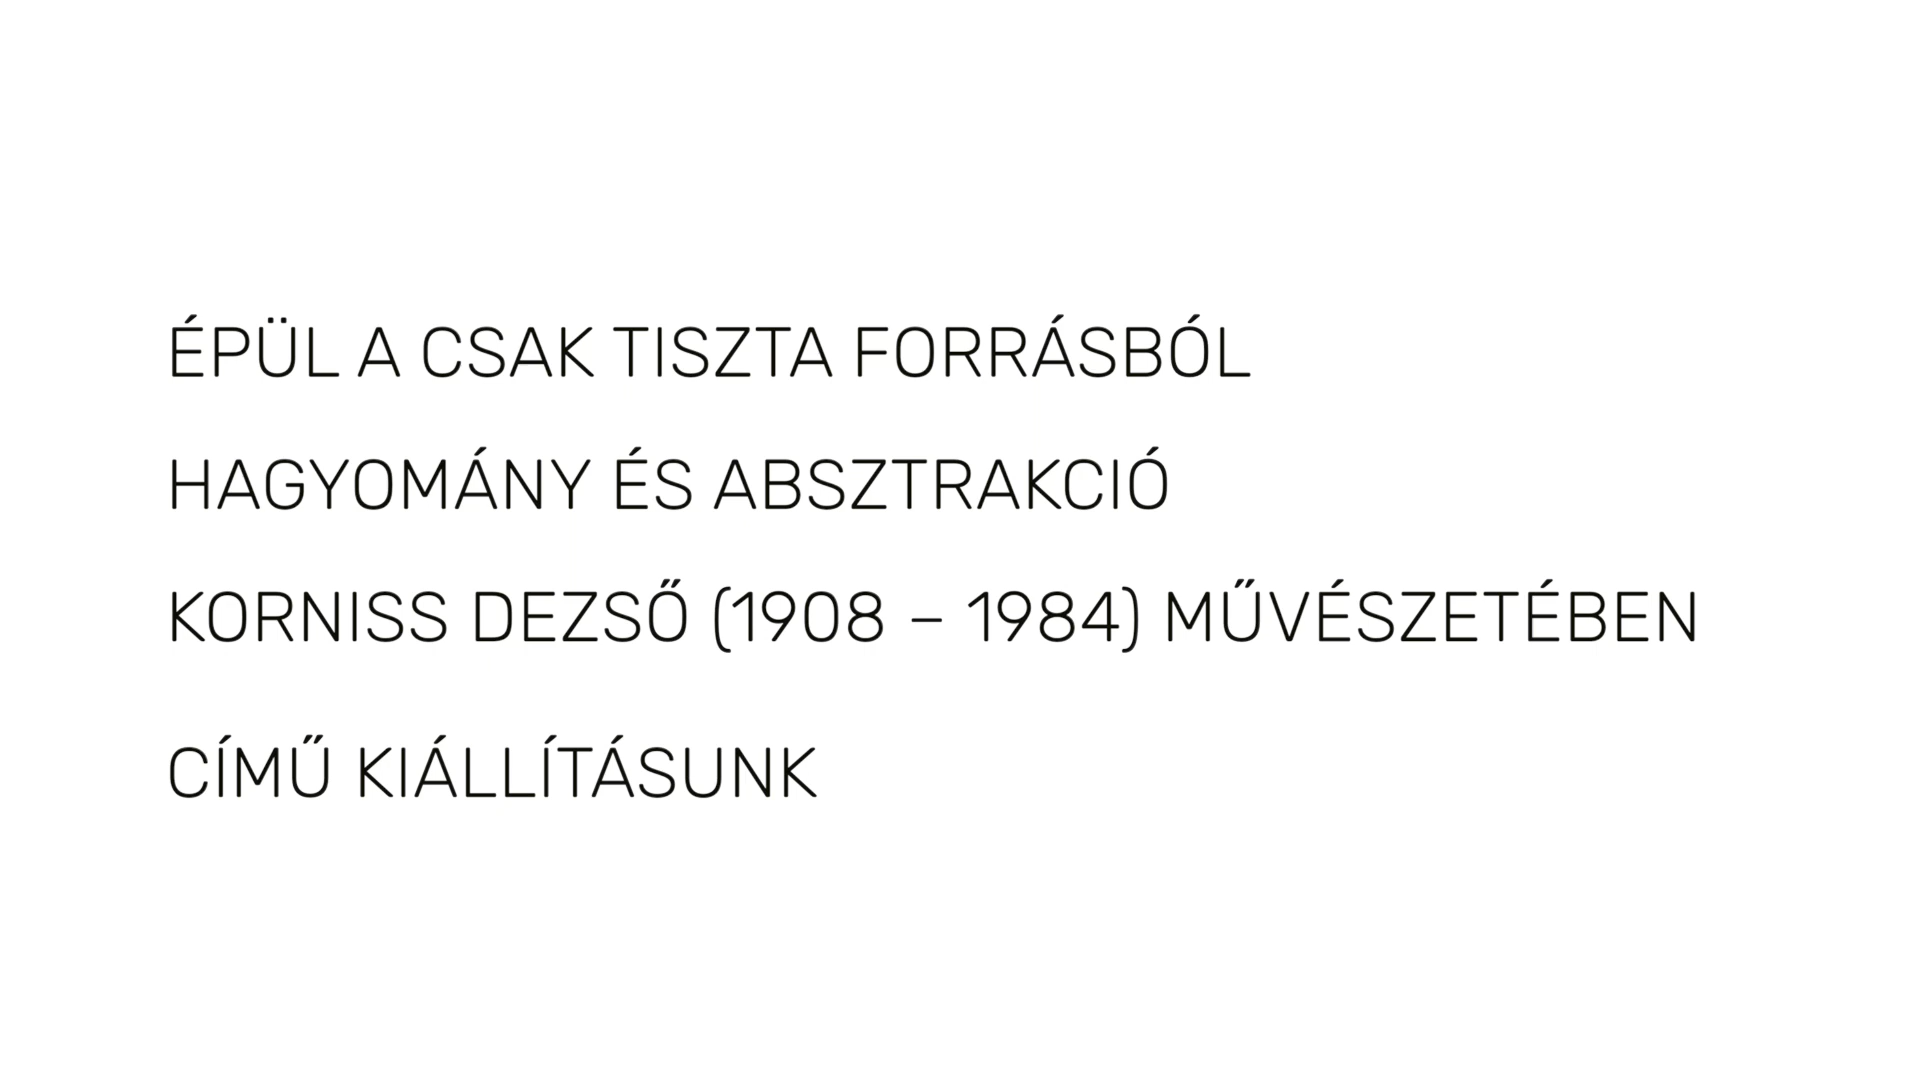 ÉPÜL A CSAK TISZTA FORRÁSBÓL
HAGYOMÁNY ÉS ABSZTRAKCIÓ
KORNISS DEZSŐ (1908 – 1984) MŰVÉSZETÉBEN
CÍMŰ KIÁLLÍTÁSUNK